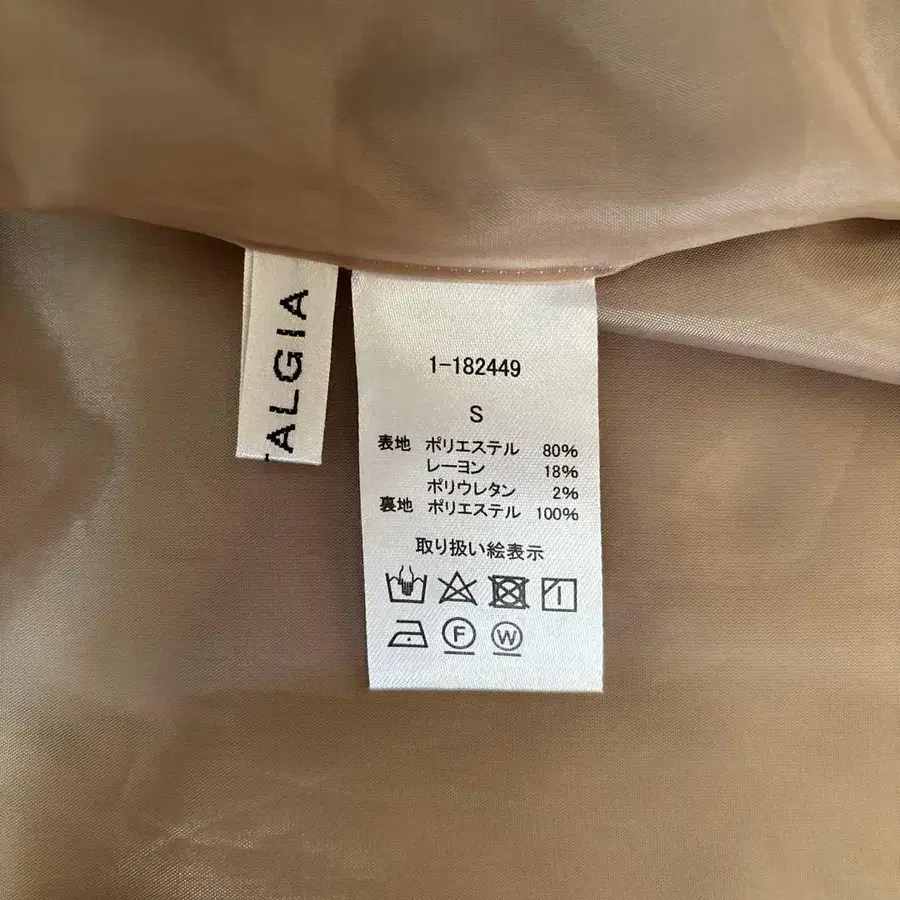 TALGIA
1-182449
S
表地 ポリエステル 80%
レーヨン 18%
ポリウレタン 2%
裏地 ポリエステル 100%
取り扱い絵表示
F W